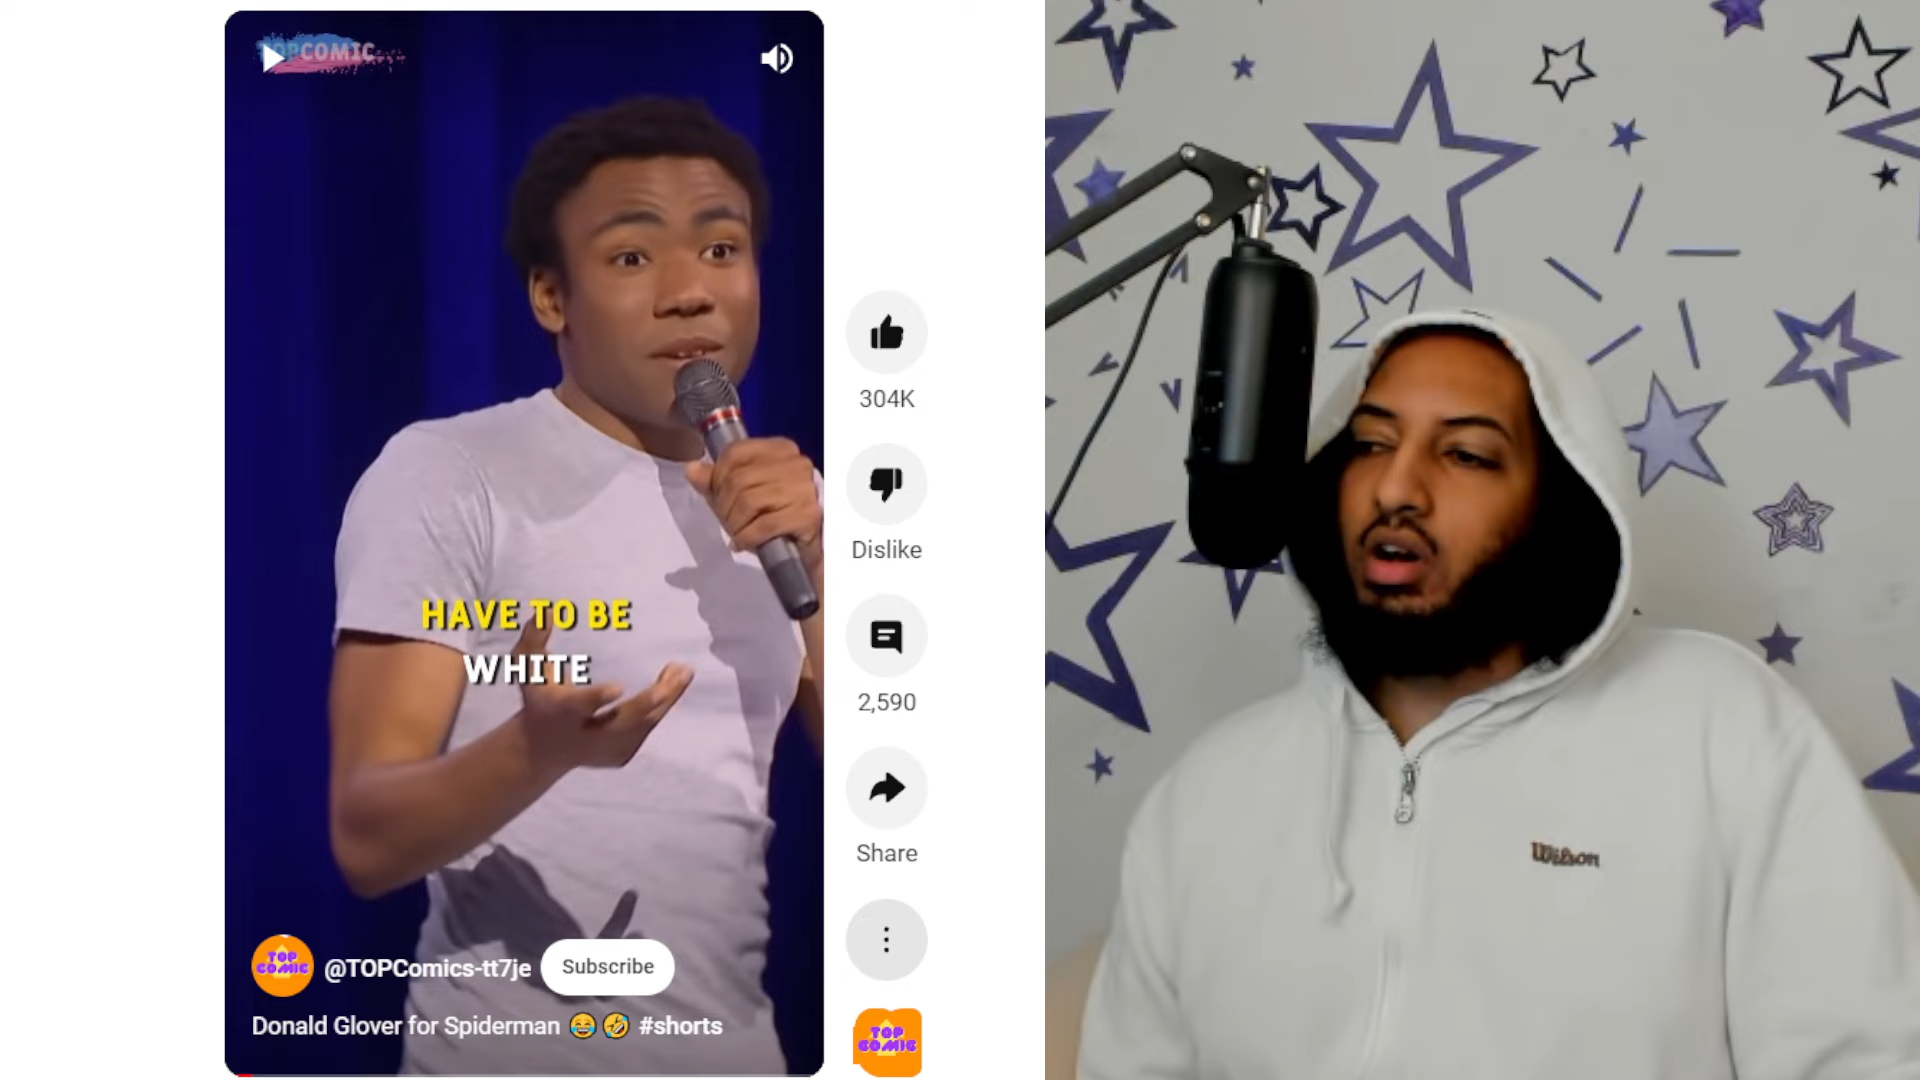 TOPCOMIC
HAVE TO BE
WHITE
TOP
COMIC
@TOPComics-tt7je
Subscribe
Donald Glover for Spiderman 😂 🤣 #shorts
304K
Dislike
2,590
Share
TOP
COMIC
Wilson